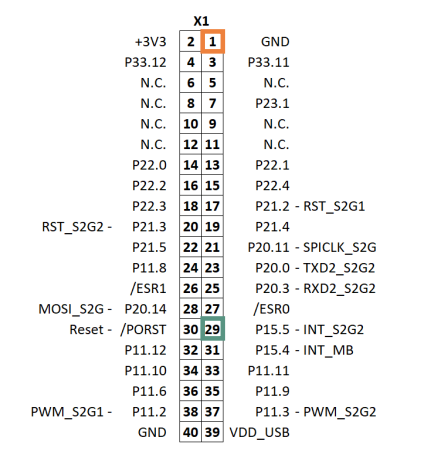 X1
+3V3 2 1 GND
P33.12 4 3 P33.11
N.C. 6 5 N.C.
N.C. 8 7 P23.1
N.C. 10 9 N.C.
N.C. 12 11 N.C.
P22.0 14 13 P22.1
P22.2 16 15 P22.4
P22.3 18 17 P21.2 - RST_S2G1
RST_S2G2 - P21.3 20 19 P21.4
P21.5 22 21 P20.11 - SPICLK_S2G
P11.8 24 23 P20.0 - TXD2_S2G2
/ESR1 26 25 P20.3 - RXD2_S2G2
MOSI_S2G - P20.14 28 27 /ESR0
Reset - /PORST 30 29 P15.5 - INT_S2G2
P11.12 32 31 P15.4 - INT_MB
P11.10 34 33 P11.11
P11.6 36 35 P11.9
PWM_S2G1 - P11.2 38 37 P11.3 - PWM_S2G2
GND 40 39 VDD_USB